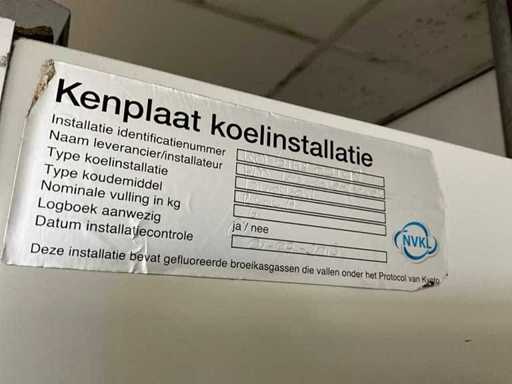 Kenplaat koelinstallatie
Installatie identificatienummer
Naam leverancier/installateur
Type koelinstallatie
Type koudemiddel
Nominale vulling in kg
Logboek aanwezig ja / nee
Datum installatiecontrole
NVKL
Deze installatie bevat gefluoreerde broeikasgassen die vallen onder het Protocol van Kyoto